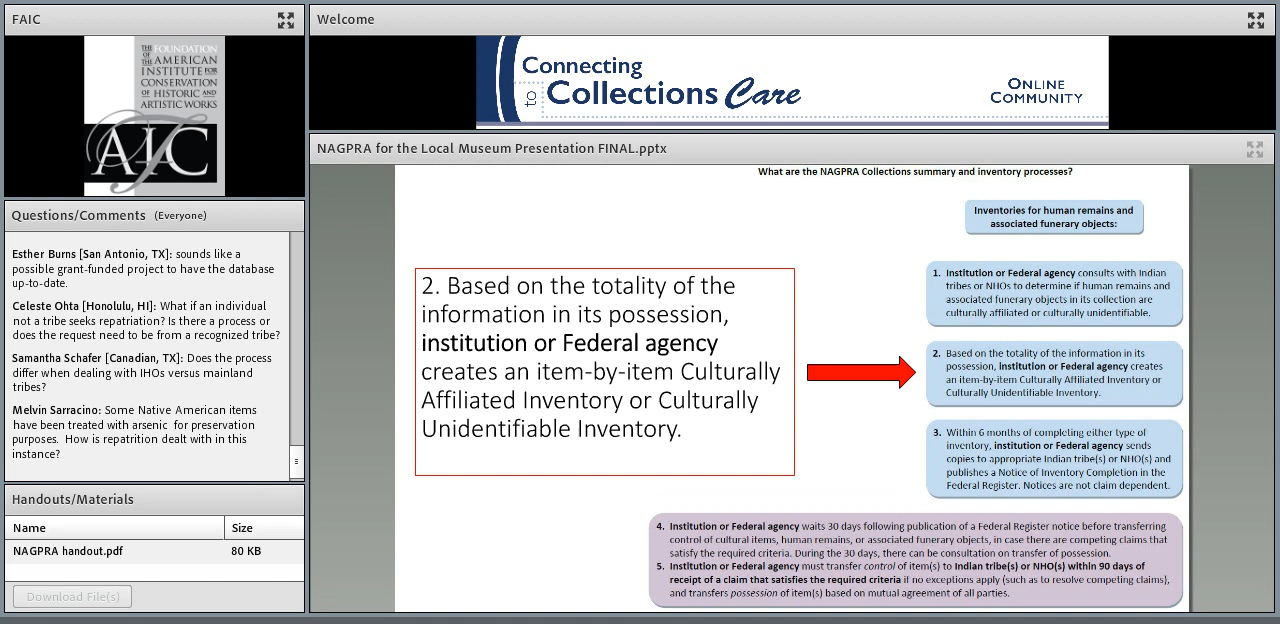 FAIC
THE FOUNDATION
OF THE AMERICAN
INSTITUTE FOR
CONSERVATION
OF HISTORIC AND
ARTISTIC WORKS
AIC
Questions/Comments (Everyone)
Esther Burns [San Antonio, TX]: sounds like a
possible grant-funded project to have the database
up-to-date.
Celeste Ohta [Honolulu, HI]: What if an individual
not a tribe seeks repatriation? Is there a process or
does the request need to be from a recognized tribe?
Samantha Schafer [Canadian, TX]: Does the process
differ when dealing with IHOs versus mainland
tribes?
Melvin Sarracino: Some Native American items
have been treated with arsenic for preservation
purposes. How is repatrition dealt with in this
instance?
Handouts/Materials
Name Size
NAGPRA handout.pdf 80 KB
Download File(s)
Welcome
Connecting
to Collections Care
ONLINE
COMMUNITY
NAGPRA for the Local Museum Presentation FINAL.pptx
What are the NAGPRA Collections summary and inventory processes?
Inventories for human remains and
associated funerary objects:
2. Based on the totality of the
information in its possession,
institution or Federal agency
creates an item-by-item Culturally
Affiliated Inventory or Culturally
Unidentifiable Inventory.
1. Institution or Federal agency consults with Indian
tribes or NHOs to determine if human remains and
associated funerary objects in its collection are
culturally affiliated or culturally unidentifiable.
2. Based on the totality of the information in its
possession, institution or Federal agency creates
an item-by-item Culturally Affiliated Inventory or
Culturally Unidentifiable Inventory.
3. Within 6 months of completing either type of
inventory, institution or Federal agency sends
copies to appropriate Indian tribe(s) or NHO(s) and
publishes a Notice of Inventory Completion in the
Federal Register. Notices are not claim dependent.
4. Institution or Federal agency waits 30 days following publication of a Federal Register notice before transferring
control of cultural items, human remains, or associated funerary objects, in case there are competing claims that
satisfy the required criteria. During the 30 days, there can be consultation on transfer of possession.
5. Institution or Federal agency must transfer control of item(s) to Indian tribe(s) or NHO(s) within 90 days of
receipt of a claim that satisfies the required criteria if no exceptions apply (such as to resolve competing claims),
and transfers possession of item(s) based on mutual agreement of all parties.